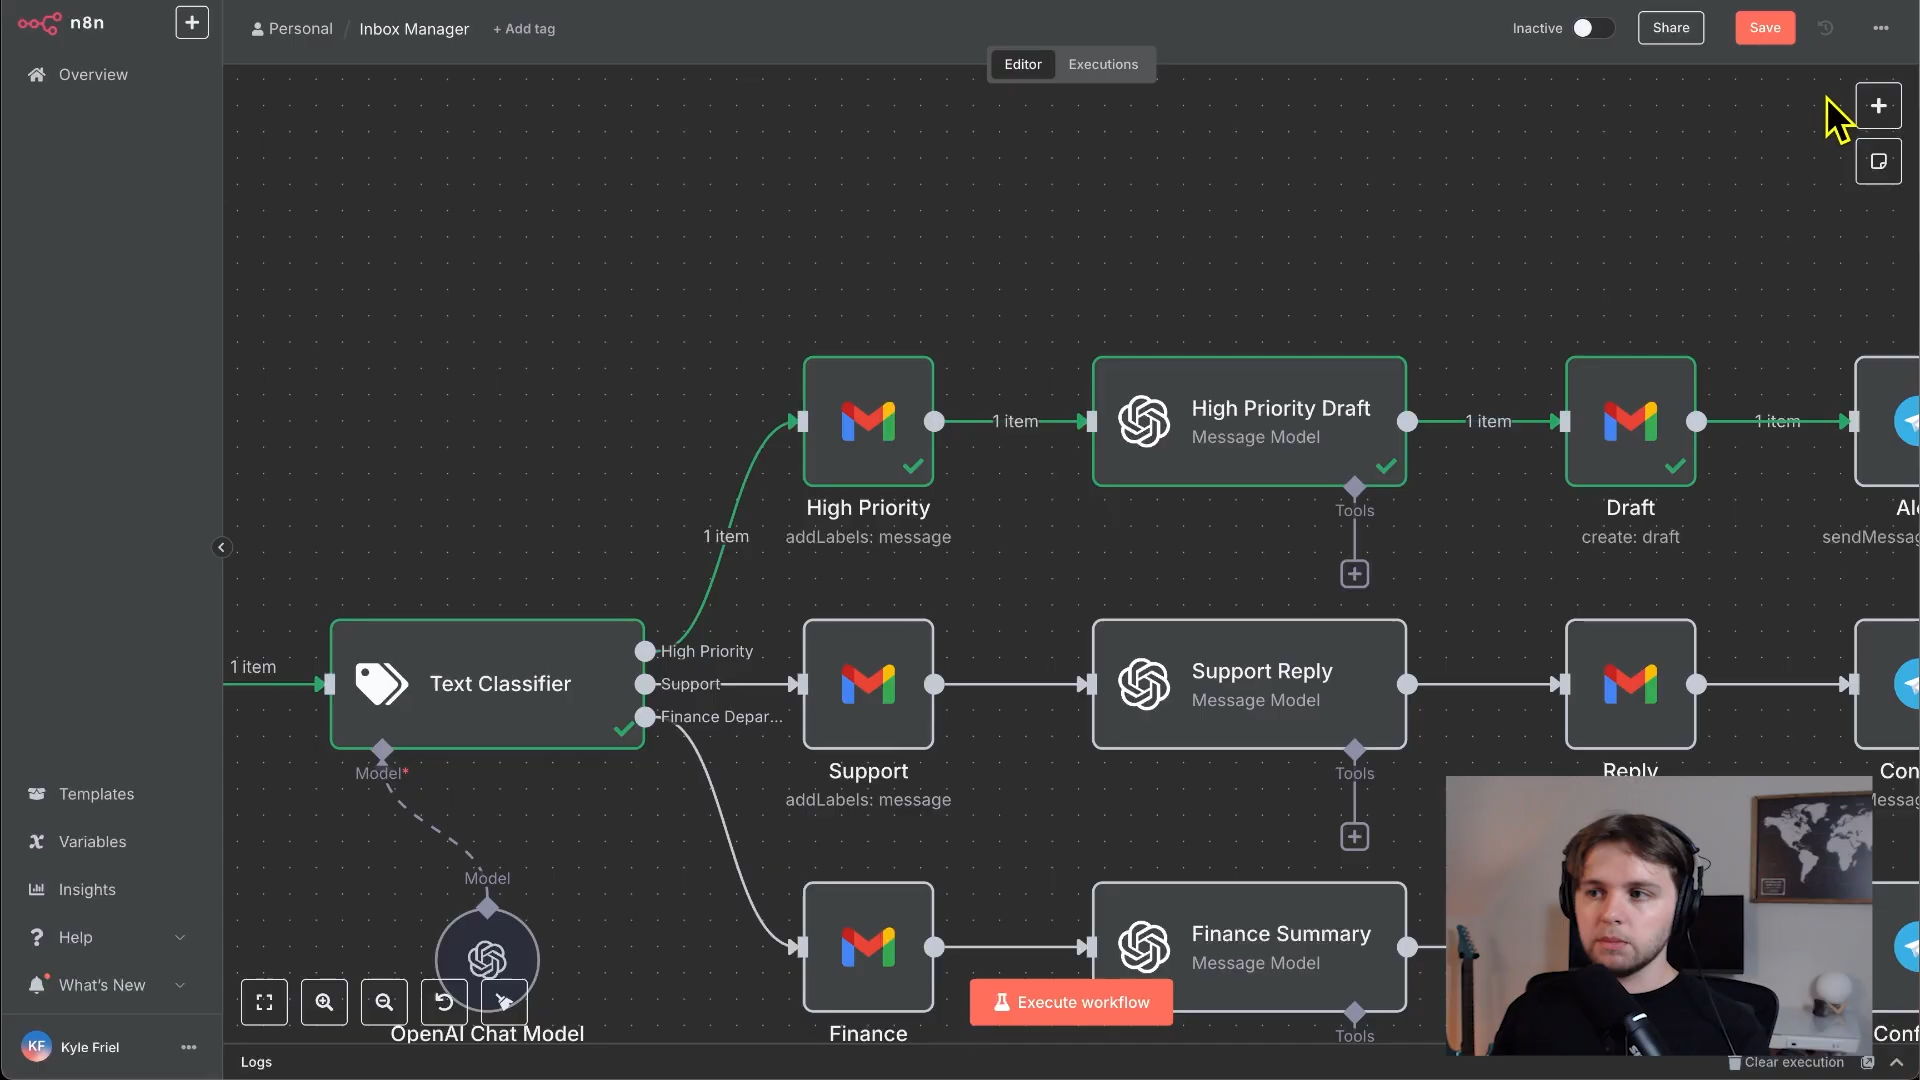 n8n
Personal / Inbox Manager + Add tag
Inactive
Share
Save
Editor
Executions
Overview
1 item
1 item
1 item
High Priority Draft
Message Model
High Priority
addLabels: message
Tools
Draft
create: draft
sendMessag
1 item
1 item
Text Classifier
High Priority
Support
Finance Depar...
Model*
Support
addLabels: message
Support Reply
Message Model
Tools
Reply
Con
Model
OpenAI Chat Model
Finance
Finance Summary
Message Model
Tools
Conf
Execute workflow
Templates
Variables
Insights
Help
What's New
KF
Kyle Friel
Logs
Clear execution